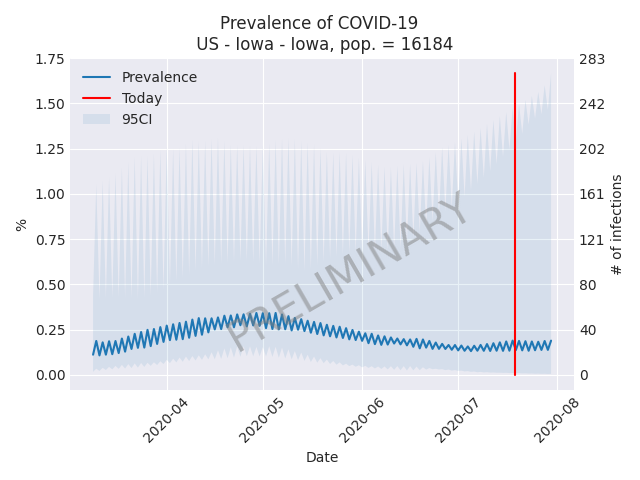 Prevalence of COVID-19
US - Iowa - Iowa, pop. = 16184
1.75
1.50
1.25
1.00
0.75
0.50
0.25
0.00
%
Prevalence
Today
95CI
PRELIMINARY
283
242
202
161
121
80
40
0
# of infections
2020-04
2020-05
2020-06
2020-07
2020-08
Date